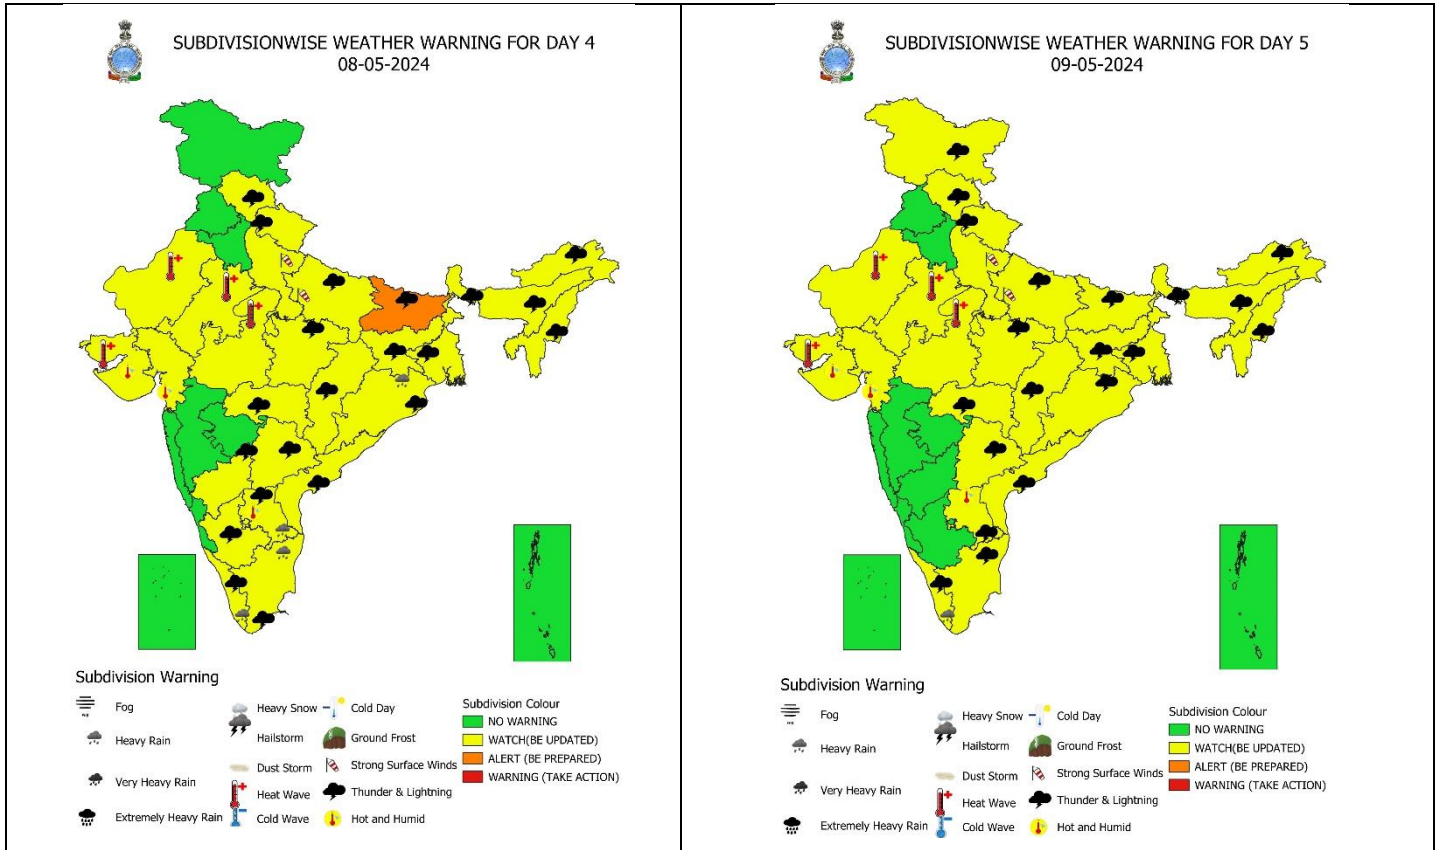 SUBDIVISIONWISE WEATHER WARNING FOR DAY 4
08-05-2024
Subdivision Warning
Fog
Heavy Rain
Very Heavy Rain
Extremely Heavy Rain
Heavy Snow
Hailstorm
Dust Storm
Heat Wave
Cold Wave
Cold Day
Ground Frost
Strong Surface Winds
Thunder & Lightning
Hot and Humid
Subdivision Colour
NO WARNING
WATCH(BE UPDATED)
ALERT (BE PREPARED)
WARNING (TAKE ACTION)
SUBDIVISIONWISE WEATHER WARNING FOR DAY 5
09-05-2024
Subdivision Warning
Fog
Heavy Rain
Very Heavy Rain
Extremely Heavy Rain
Heavy Snow
Hailstorm
Dust Storm
Heat Wave
Cold Wave
Cold Day
Ground Frost
Strong Surface Winds
Thunder & Lightning
Hot and Humid
Subdivision Colour
NO WARNING
WATCH(BE UPDATED)
ALERT (BE PREPARED)
WARNING (TAKE ACTION)